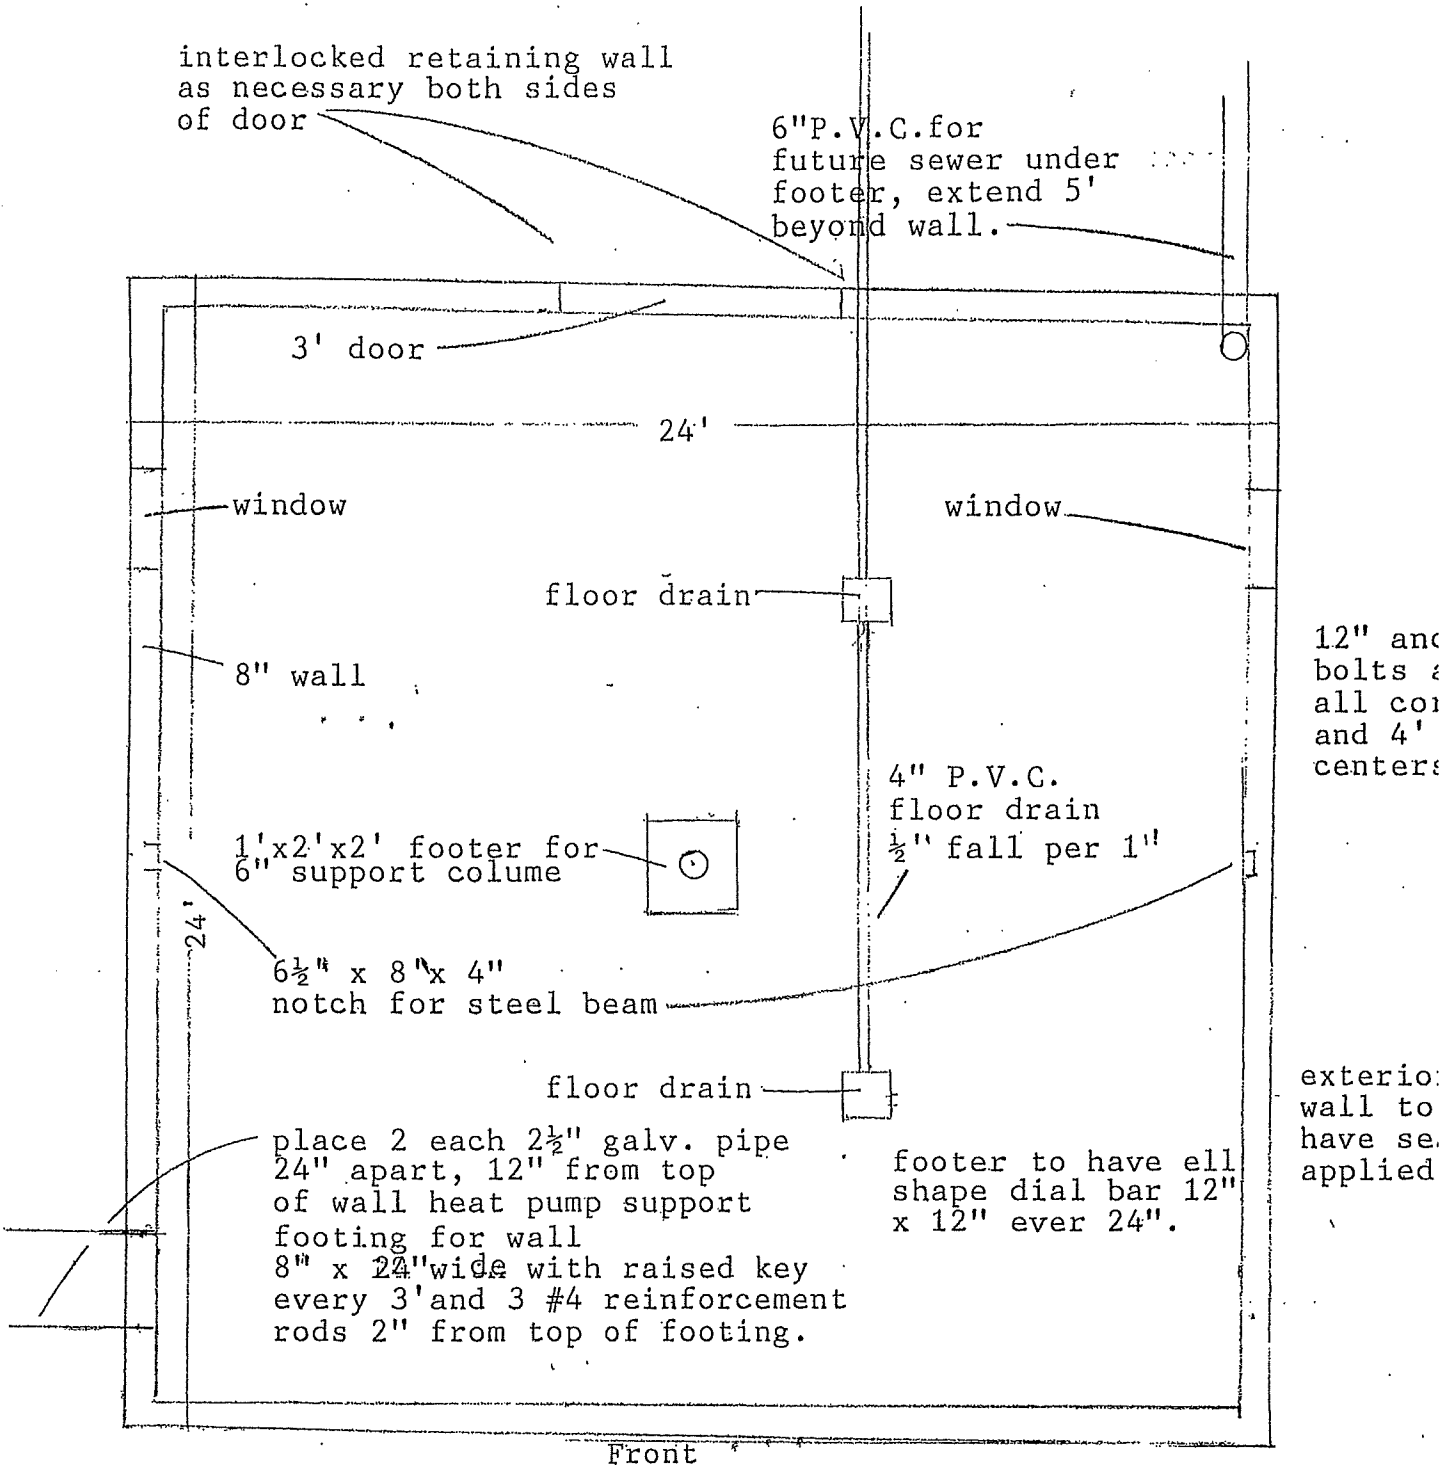 interlocked retaining wall
as necessary both sides
of door
6"P.V.C.for
future sewer under
footer, extend 5'
beyond wall.
3' door
24'
window
window
floor drain
8" wall
12" and
bolts
all
and 4'
centers
4" P.V.C.
floor drain
½" fall per 1"
1'x2'x2' footer for
6" support colume
24'
6½" x 8"x 4"
notch for steel beam
floor drain
wall to
have
applied
place 2 each 2½" galv. pipe
24" apart, 12" from top
of wall heat pump support
footing for wall
8" x 24"wide with raised key
every 3'and 3 #4 reinforcement
rods 2" from top of footing.
footer to have ell
shape dial bar 12"
x 12" ever 24".
Front